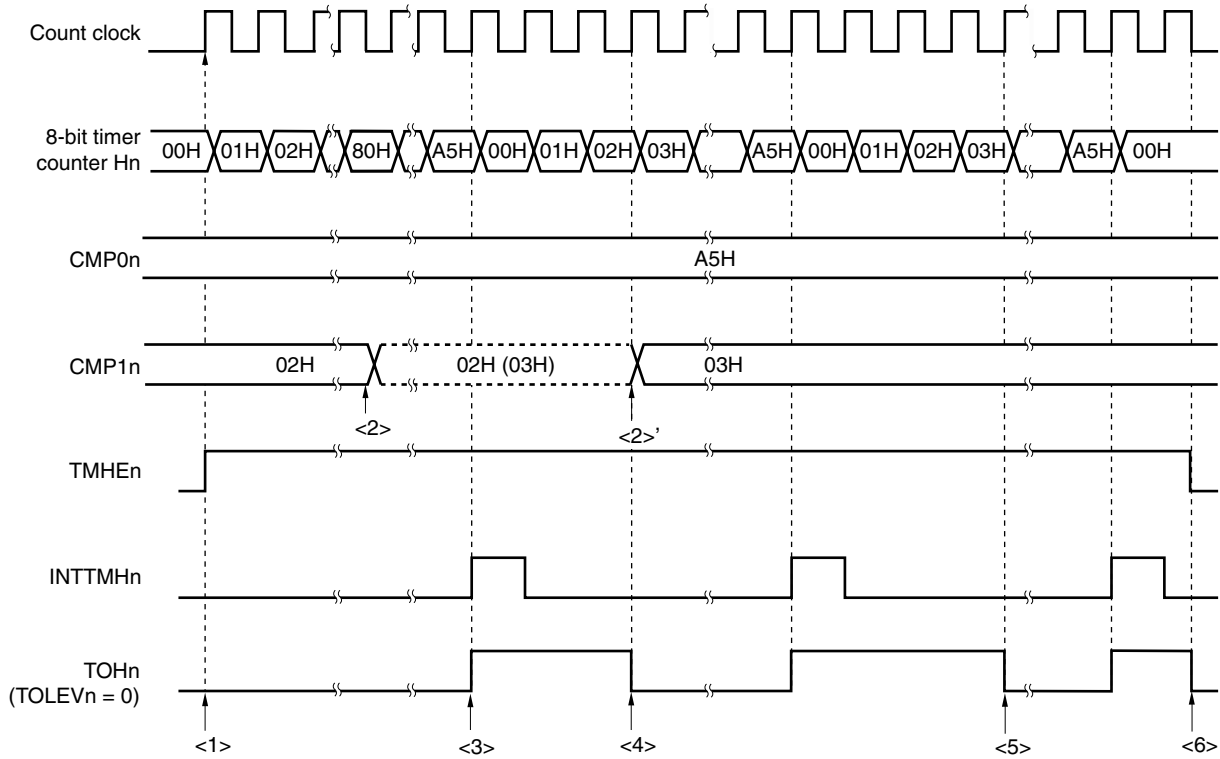 Count clock
8-bit timer
counter Hn
00H 01H 02H 80H A5H 00H 01H 02H 03H A5H 00H 01H 02H 03H A5H 00H
CMP0n
A5H
CMP1n
02H 02H (03H) 03H
<2> <2>’
TMHEn
INTTMHn
TOHn
(TOLEVn = 0)
<1> <3> <4> <5> <6>